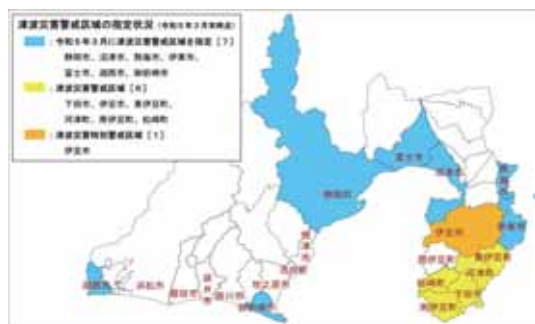 津波災害警戒区域の指定状況 (令和5年3月末時点)
：令和5年3月に津波災害警戒区域を指定【7】
静岡市、沼津市、熱海市、伊東市、
富士市、湖西市、御前崎市
：津波災害警戒区域【6】
下田市、伊豆市、東伊豆町、
河津町、南伊豆町、松崎町
：津波災害特別警戒区域【1】
伊豆市
富士市
沼津市
熱海市
静岡市
伊東市
伊豆市
焼津市
東伊豆町
西伊豆町
河津町
吉田町
松崎町
牧之原市
湖西市
浜松市
磐田市
袋井市
掛川市
下田市
御前崎市
南伊豆町